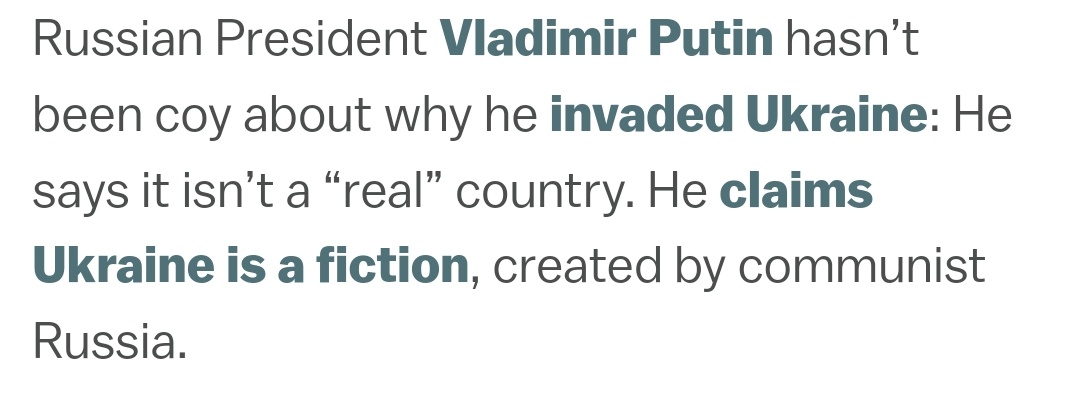 Russian President Vladimir Putin hasn’t
been coy about why he invaded Ukraine: He
says it isn’t a “real” country. He claims
Ukraine is a fiction, created by communist
Russia.